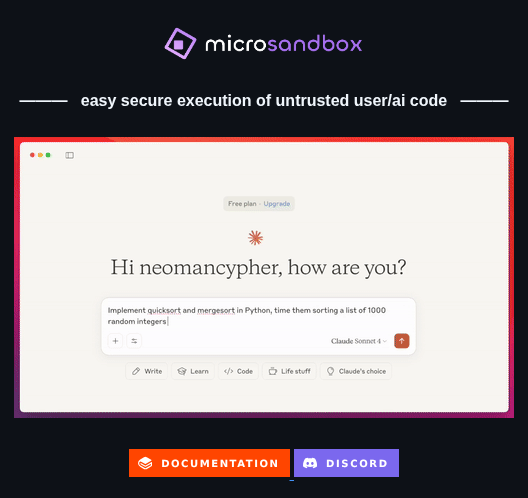 microsandbox
easy secure execution of untrusted user/ai code
Free plan · Upgrade
Hi neomancypher, how are you?
Implement quicksort and mergesort in Python, time them sorting a list of 1000
random integers
Claude Sonnet 4
Write Learn </> Code Life stuff Claude's choice
DOCUMENTATION DISCORD